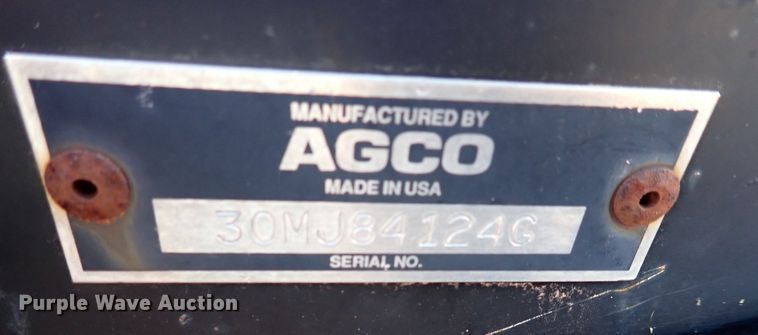 MANUFACTURED BY
AGCO
MADE IN USA
30MJ84124G
SERIAL NO.
Purple Wave Auction